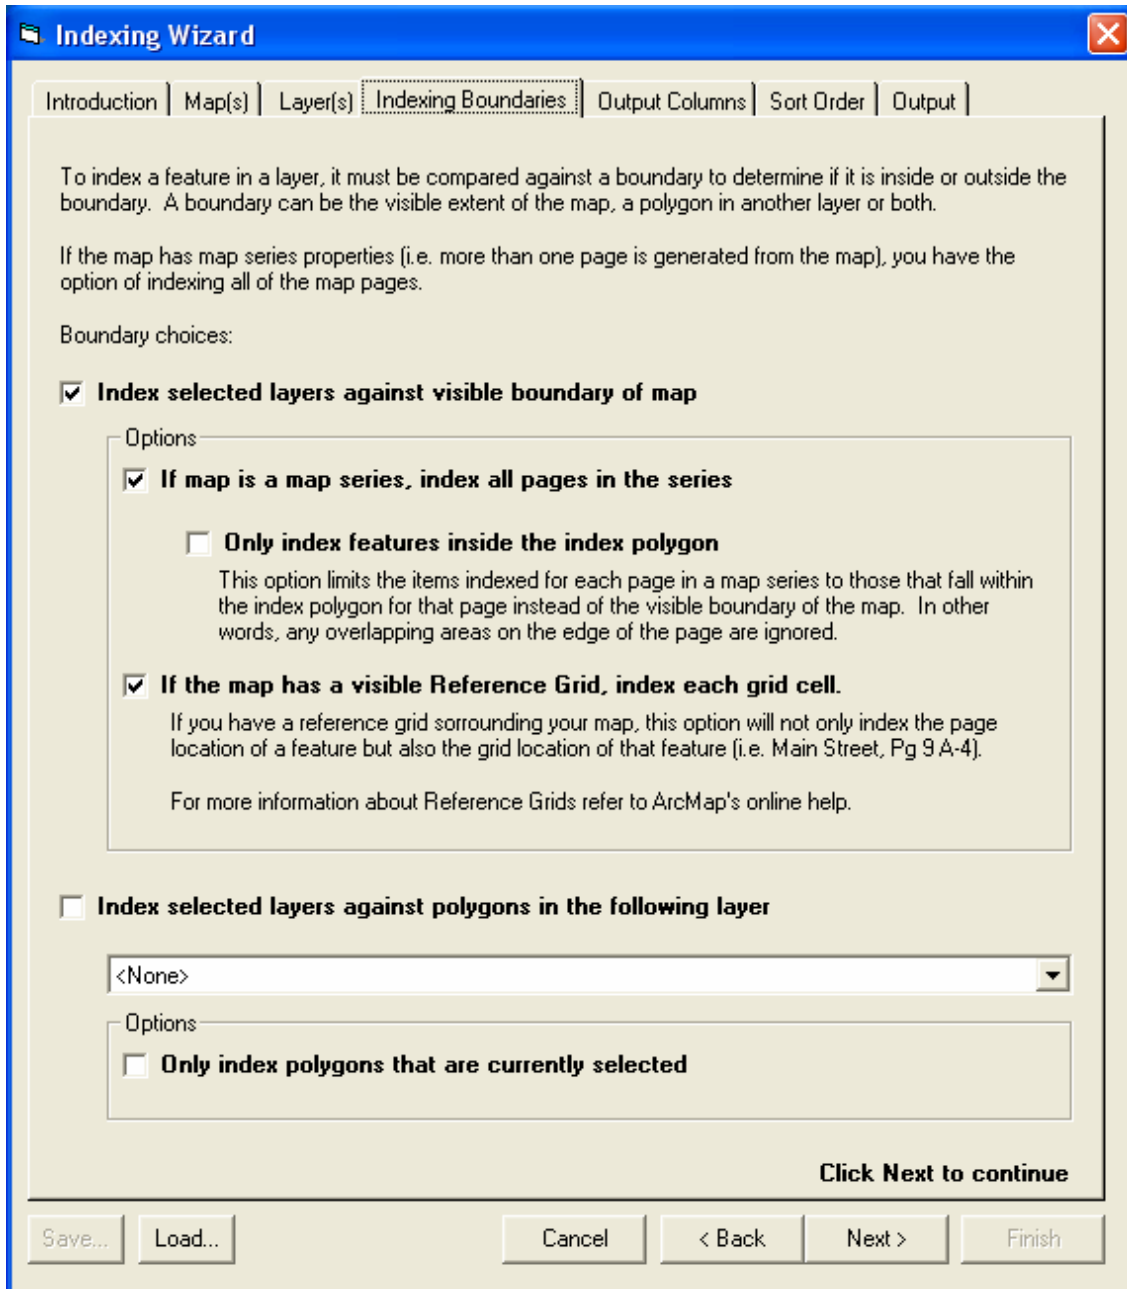 Indexing Wizard
Introduction Map(s) Layer(s) Indexing Boundaries Output Columns Sort Order Output
To index a feature in a layer, it must be compared against a boundary to determine if it is inside or outside the
boundary.  A boundary can be the visible extent of the map, a polygon in another layer or both.
If the map has map series properties (i.e. more than one page is generated from the map), you have the
option of indexing all of the map pages.
Boundary choices:
Index selected layers against visible boundary of map
Options
If map is a map series, index all pages in the series
Only index features inside the index polygon
This option limits the items indexed for each page in a map series to those that fall within
the index polygon for that page instead of the visible boundary of the map.  In other
words, any overlapping areas on the edge of the page are ignored.
If the map has a visible Reference Grid, index each grid cell.
If you have a reference grid sorrounding your map, this option will not only index the page
location of a feature but also the grid location of that feature (i.e. Main Street, Pg 9 A-4).
For more information about Reference Grids refer to ArcMap's online help.
Index selected layers against polygons in the following layer
<None>
Options
Only index polygons that are currently selected
Click Next to continue
Save... Load... Cancel < Back Next > Finish